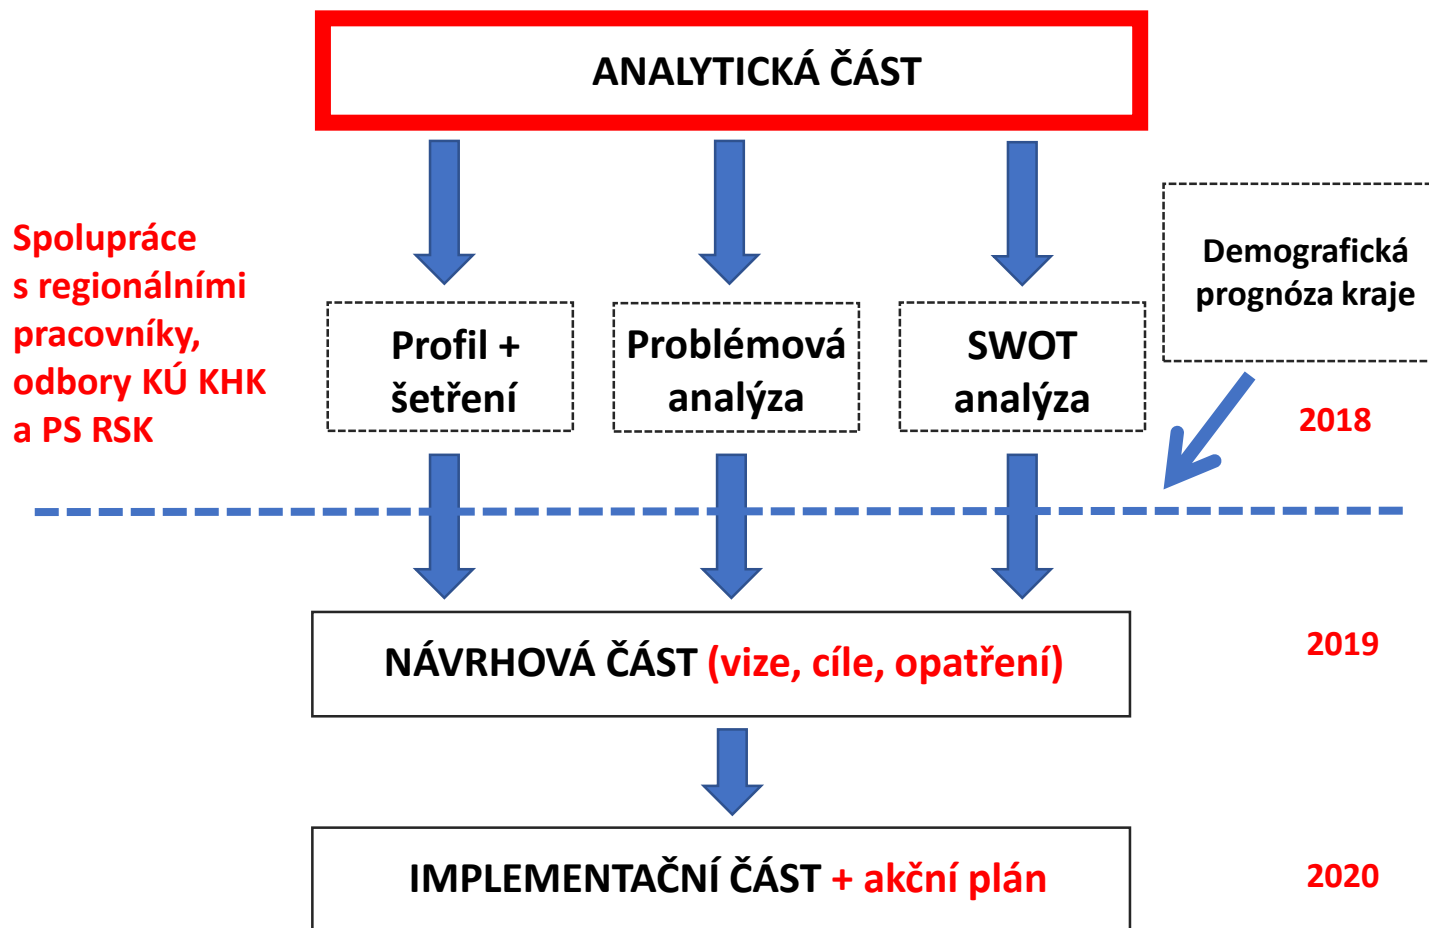 ANALYTICKÁ ČÁST
Spolupráce
s regionálními
pracovníky,
odbory KÚ KHK
a PS RSK
Profil +
šetření
Problémová
analýza
SWOT
analýza
Demografická
prognóza kraje
2018
NÁVRHOVÁ ČÁST (vize, cíle, opatření)
2019
IMPLEMENTAČNÍ ČÁST + akční plán
2020